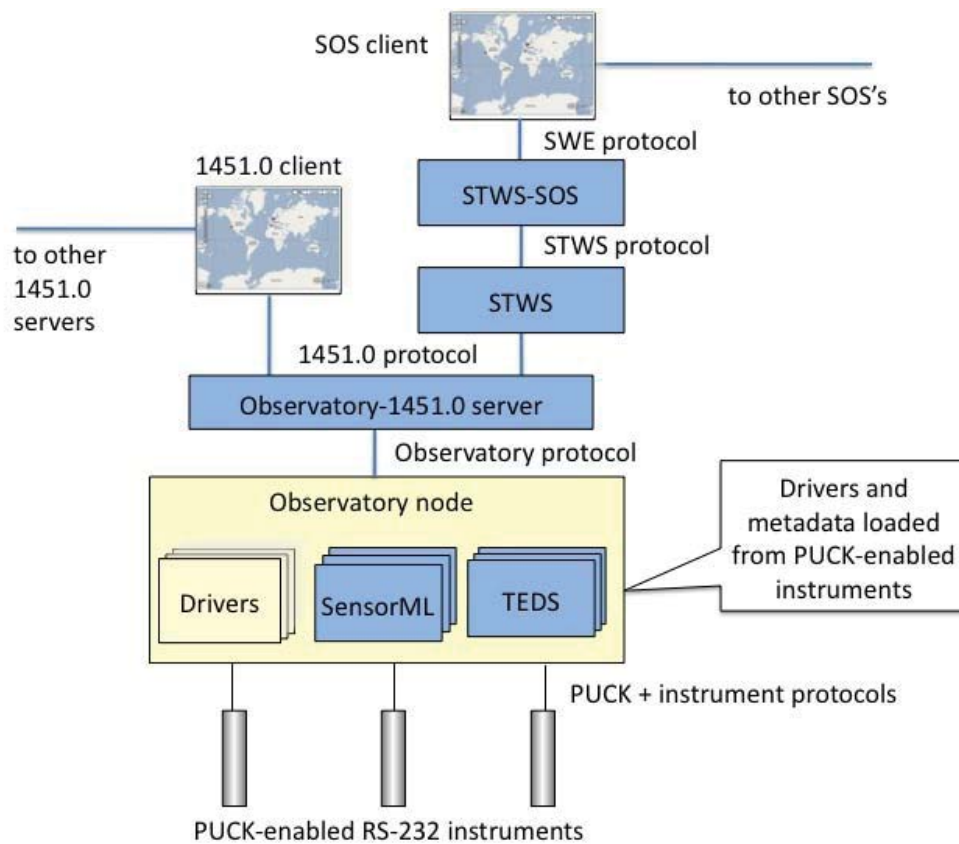 SOS client
to other SOS's
SWE protocol
1451.0 client
STWS-SOS
to other
1451.0
servers
STWS protocol
STWS
1451.0 protocol
Observatory-1451.0 server
Observatory protocol
Observatory node
Drivers and
metadata loaded
from PUCK-enabled
instruments
Drivers
SensorML
TEDS
PUCK + instrument protocols
PUCK-enabled RS-232 instruments